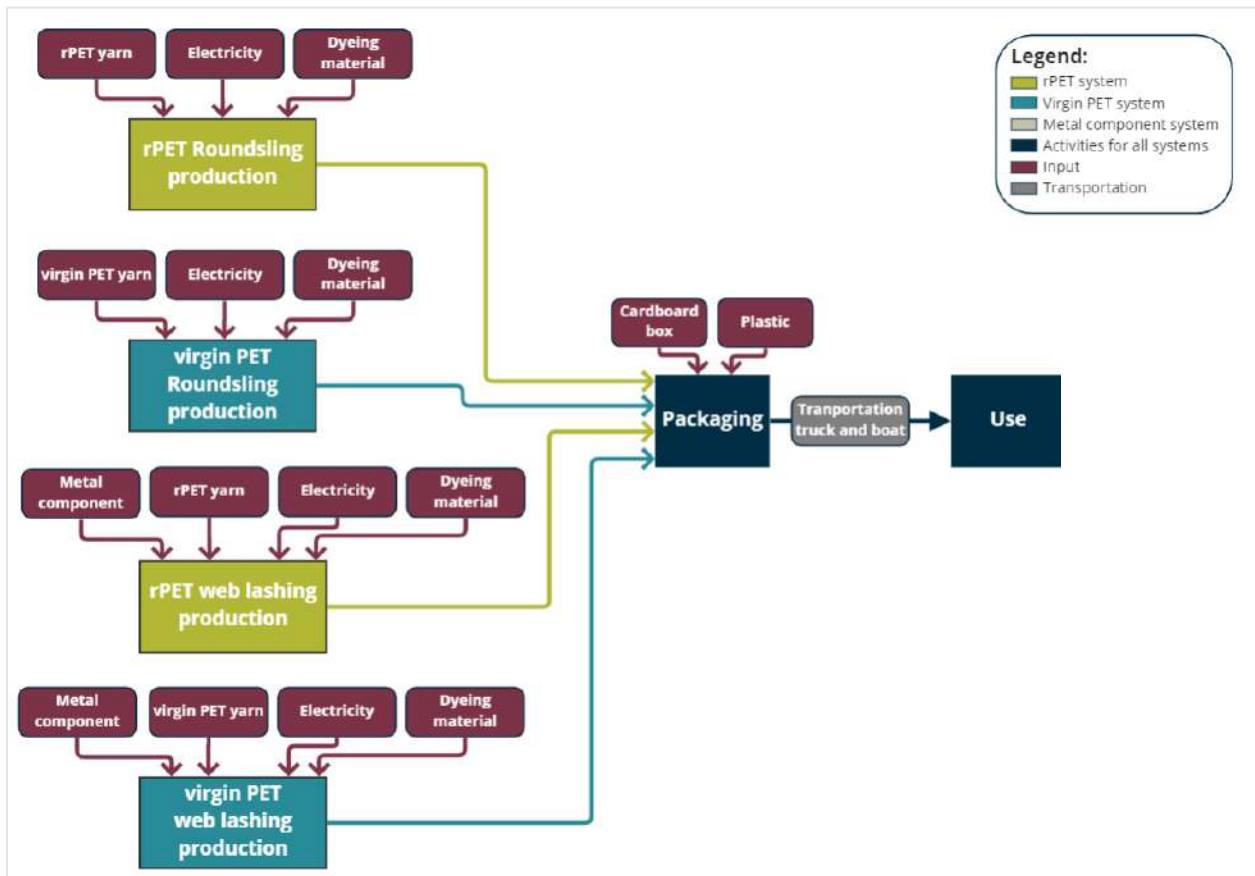 rPET yarn
Electricity
Dyeing
material
rPET Roundsling
production
Legend:
rPET system
Virgin PET system
Metal component system
Activities for all systems
Input
Transportation
virgin PET yarn
Electricity
Dyeing
material
virgin PET
Roundsling
production
Cardboard
box
Plastic
Packaging
Tranportation
truck and boat
Use
Metal
component
rPET yarn
Electricity
Dyeing
material
rPET web lashing
production
Metal
component
virgin PET yarn
Electricity
Dyeing
material
virgin PET
web lashing
production